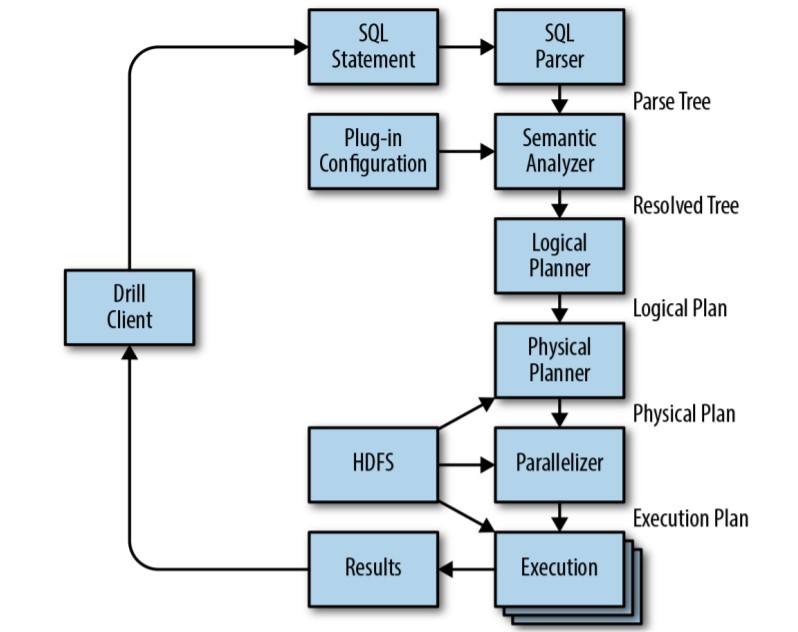 SQL
Statement
SQL
Parser
Parse Tree
Plug-in
Configuration
Semantic
Analyzer
Resolved Tree
Logical
Planner
Drill
Client
Logical Plan
Physical
Planner
Physical Plan
HDFS
Parallelizer
Execution Plan
Results
Execution